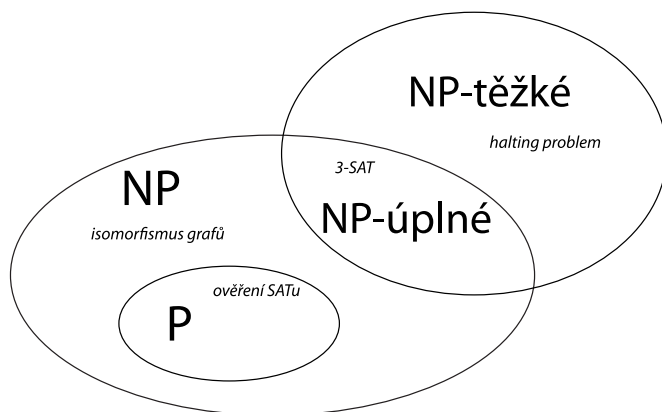 NP-těžké
halting problem
3-SAT
NP
NP-úplné
isomorfismus grafů
ověření SATu
P